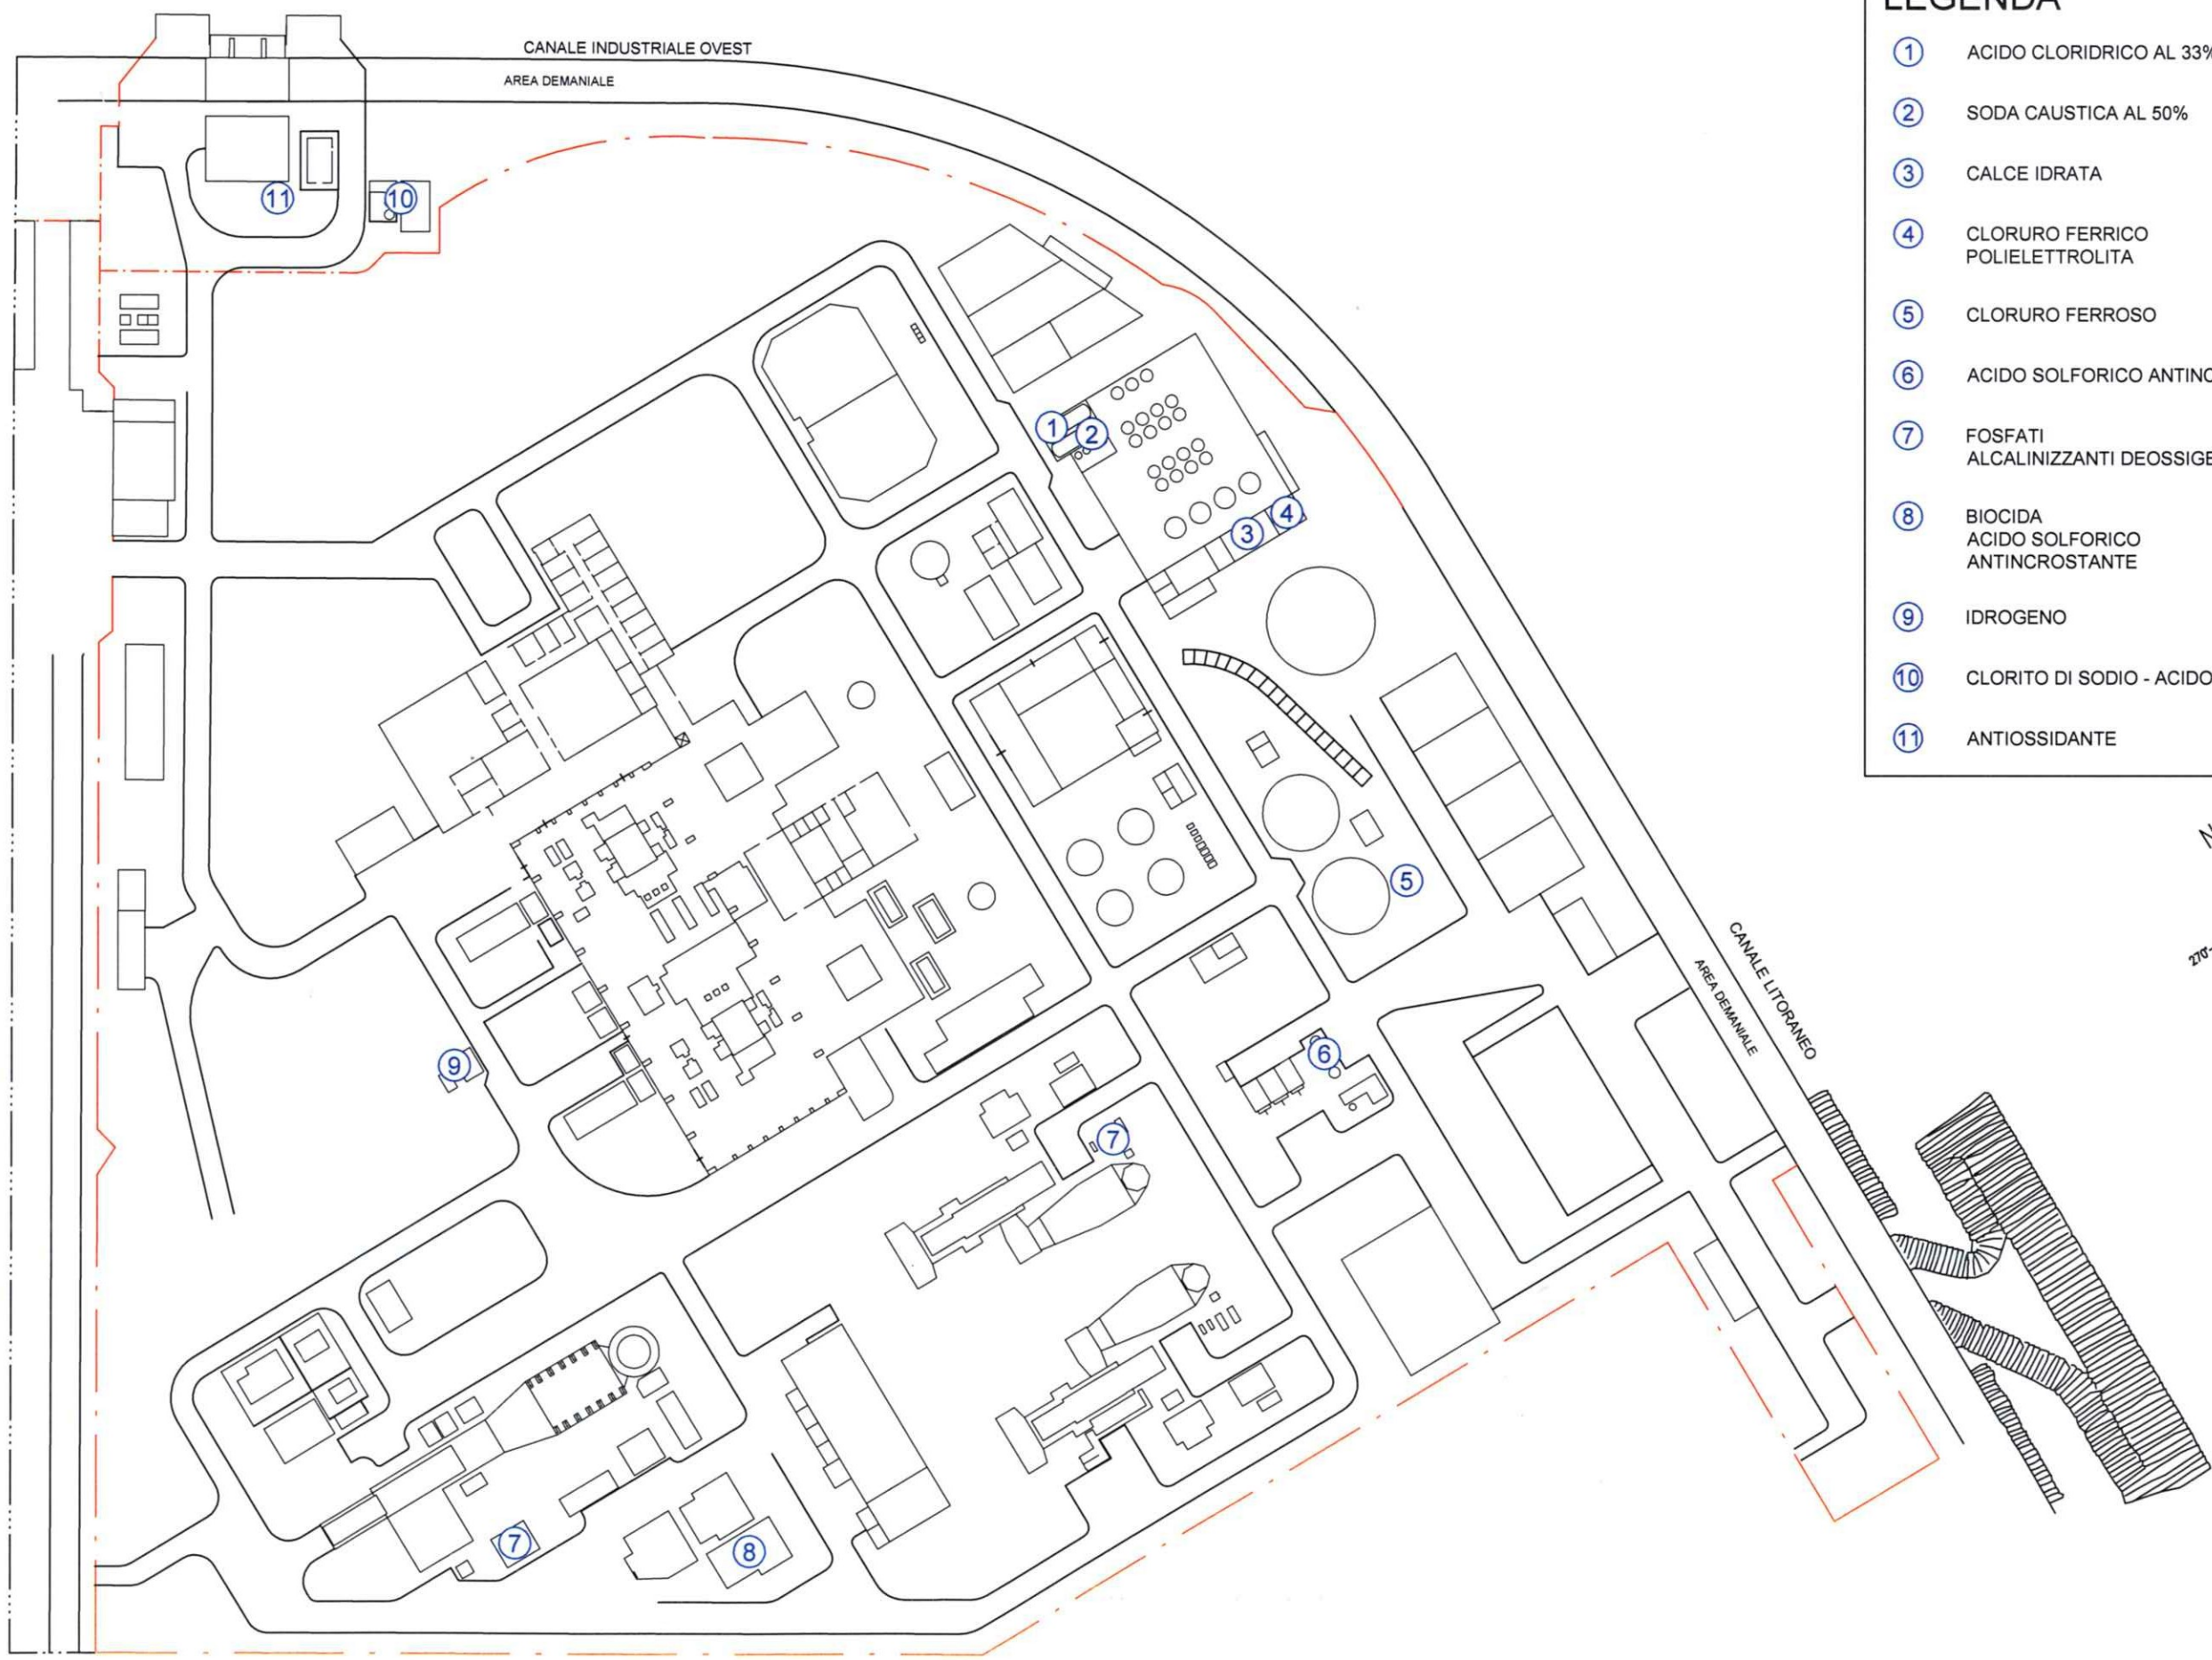 LEGENDA
1 ACIDO CLORIDRICO AL 33%
2 SODA CAUSTICA AL 50%
3 CALCE IDRATA
4 CLORURO FERRICO
POLIELETTROLITA
5 CLORURO FERROSO
6 ACIDO SOLFORICO
7 FOSFATI
ALCALINIZZANTI
8 BIOCIDA
ACIDO SOLFORICO
ANTINCROSTANTE
9 IDROGENO
10 CLORITO DI SODIO - ACIDO
11 ANTIOSSIDANTE
CANALE INDUSTRIALE OVEST
AREA DEMANIALE
11
10
1
2
3
4
5
CANALE LITORANEO
AREA DEMANIALE
270°
6
9
7
7
8